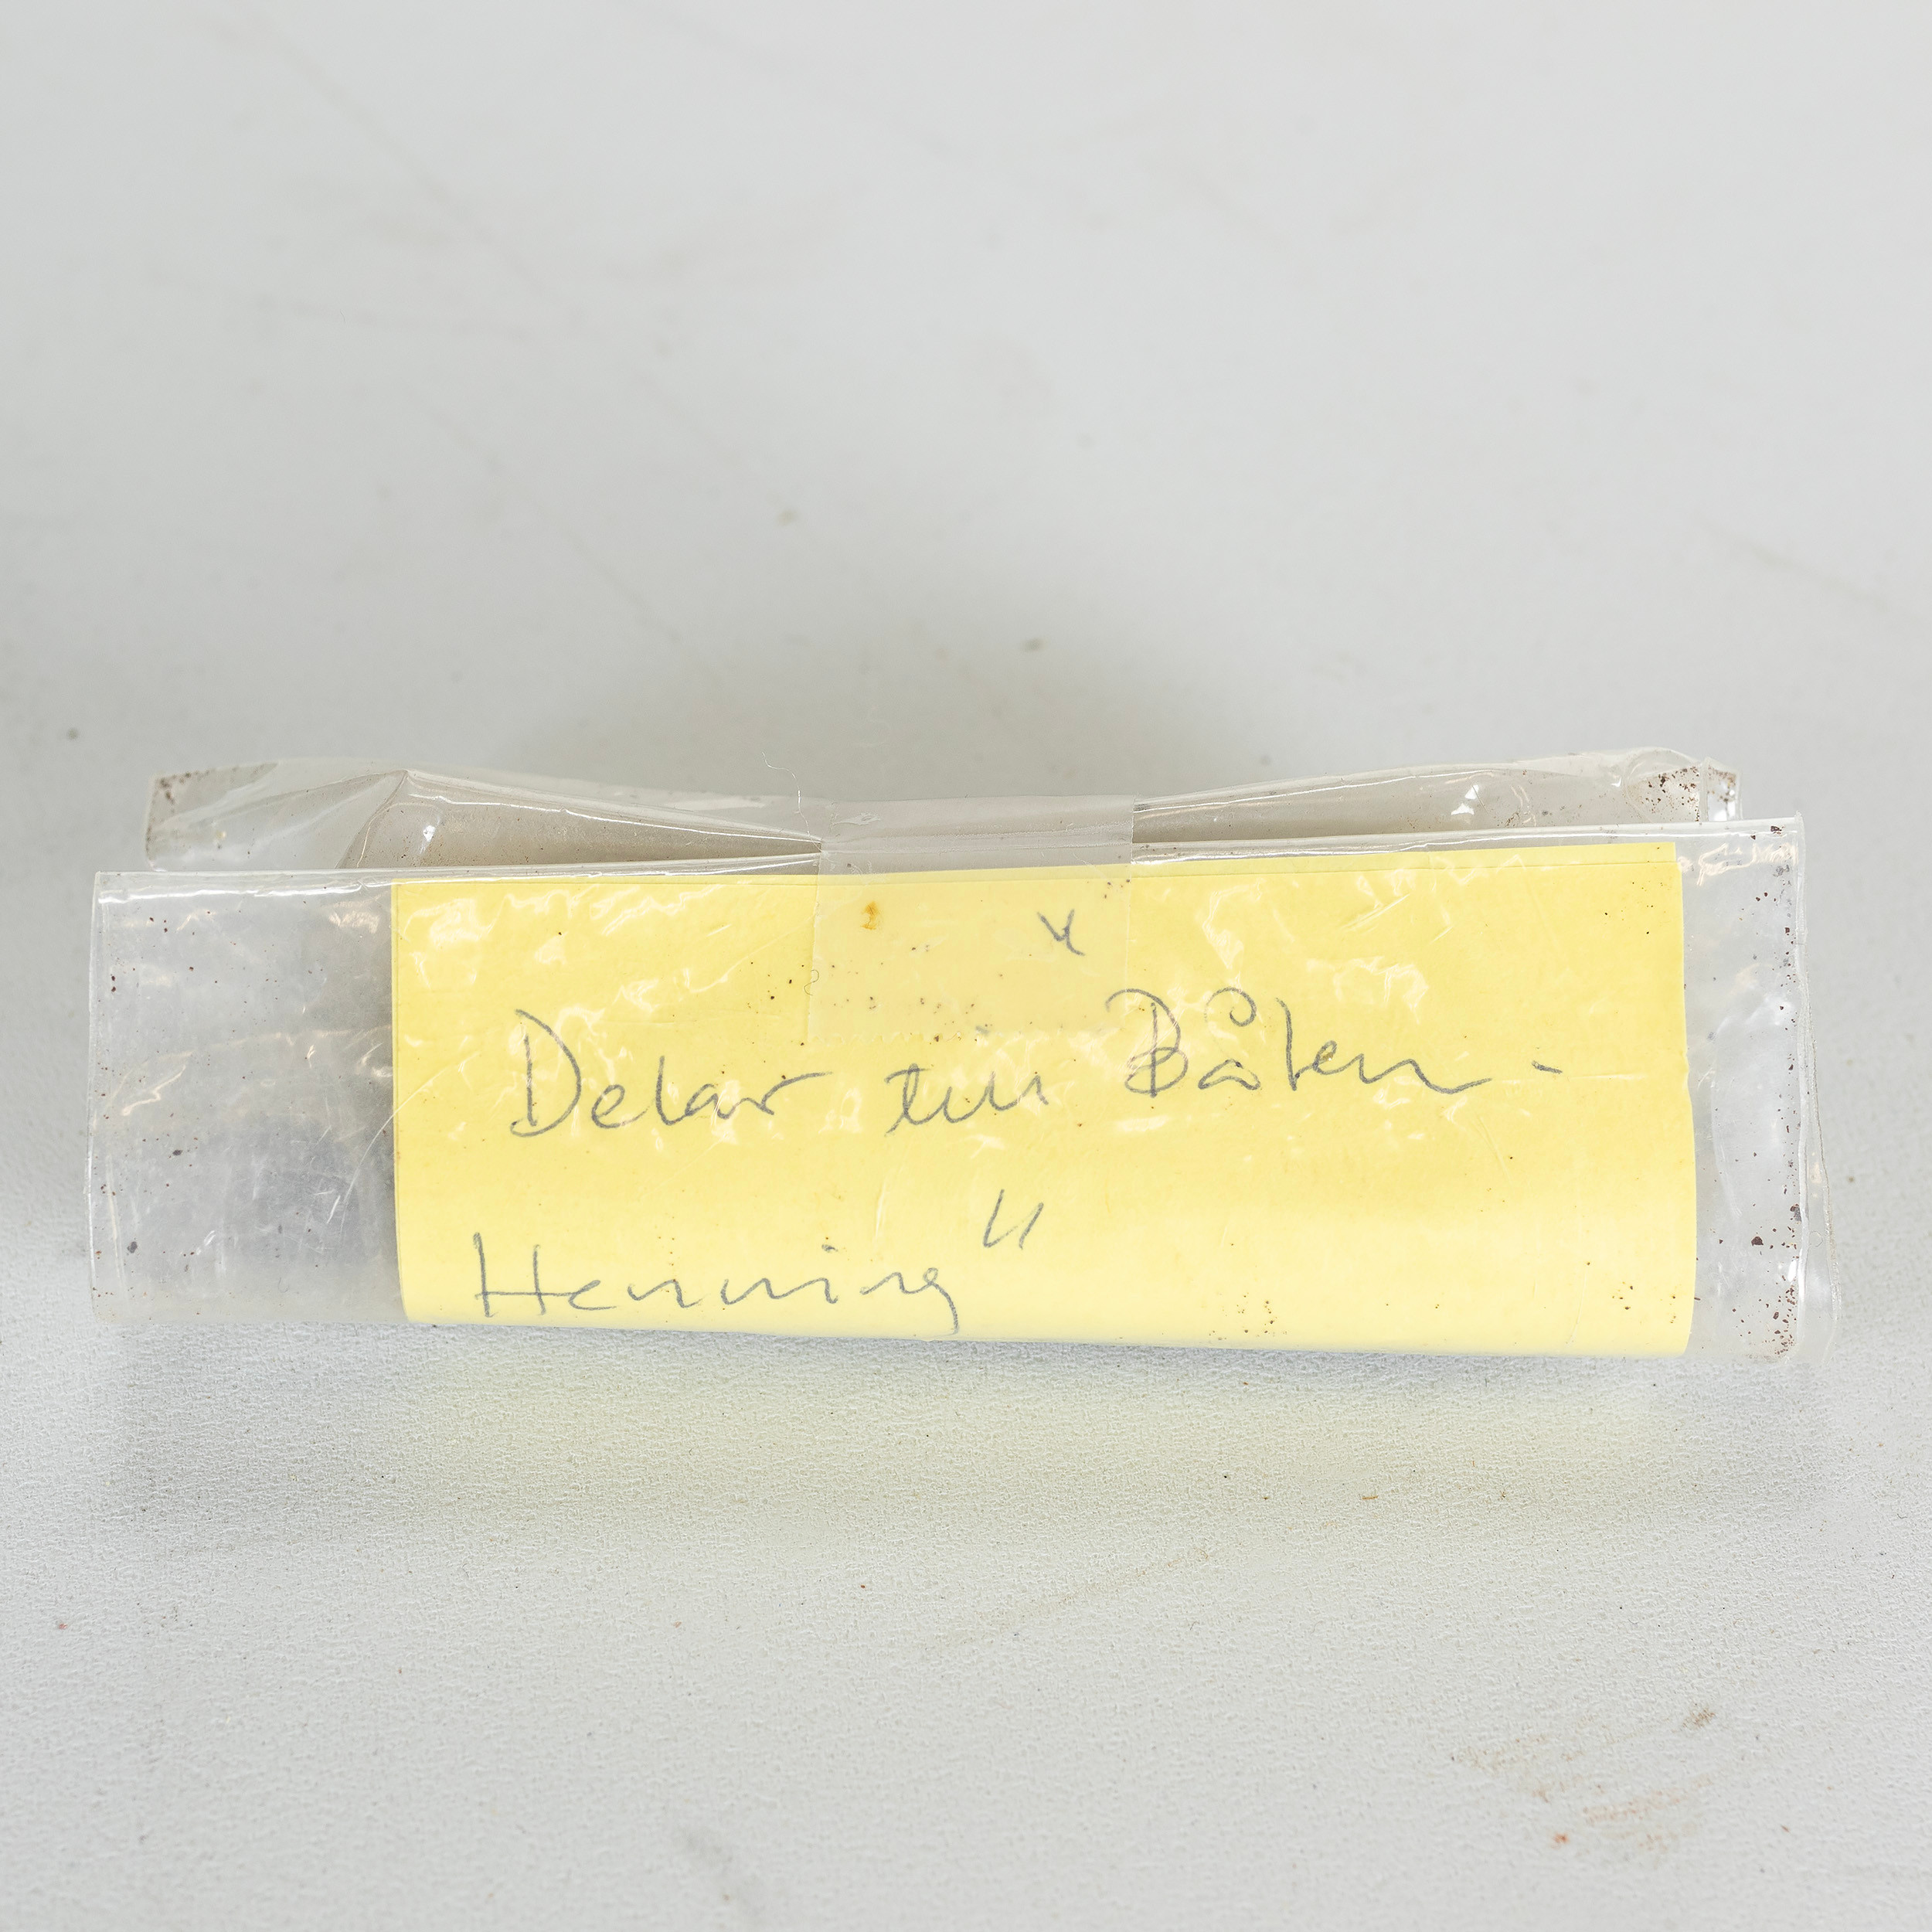 Delar till "Båten -
Henning"